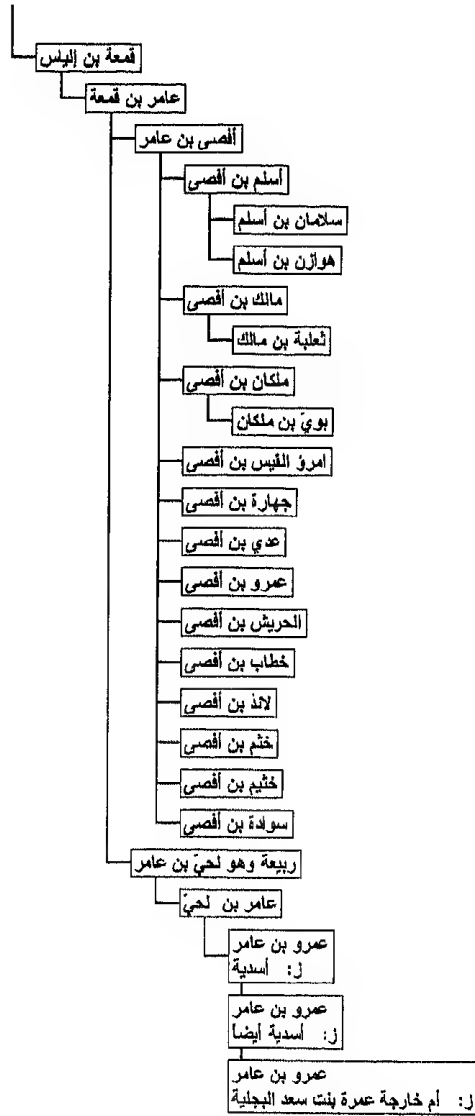 قمعة بن إلياس
عامر بن قمعة
أفصى بن عامر
أسلم بن أفصى
سلامان بن أسلم
هوازن بن أسلم
مالك بن أفصى
ثعلبة بن مالك
ملكان بن أفصى
بويّ بن ملكان
امرؤ القيس بن أفصى
جهارة بن أفصى
عدي بن أفصى
عمرو بن أفصى
الحريش بن أفصى
خطاب بن أفصى
لاند بن أفصى
خثم بن أفصى
خثيم بن أفصى
سوادة بن أفصى
ربيعة وهو لحيّ بن عامر
عامر بن لحيّ
عمرو بن عامر
ز: أسدية
عمرو بن عامر
ز: أسدية أيضاً
عمرو بن عامر
ز: أم خارجة عمرة بنت سعد البجلية